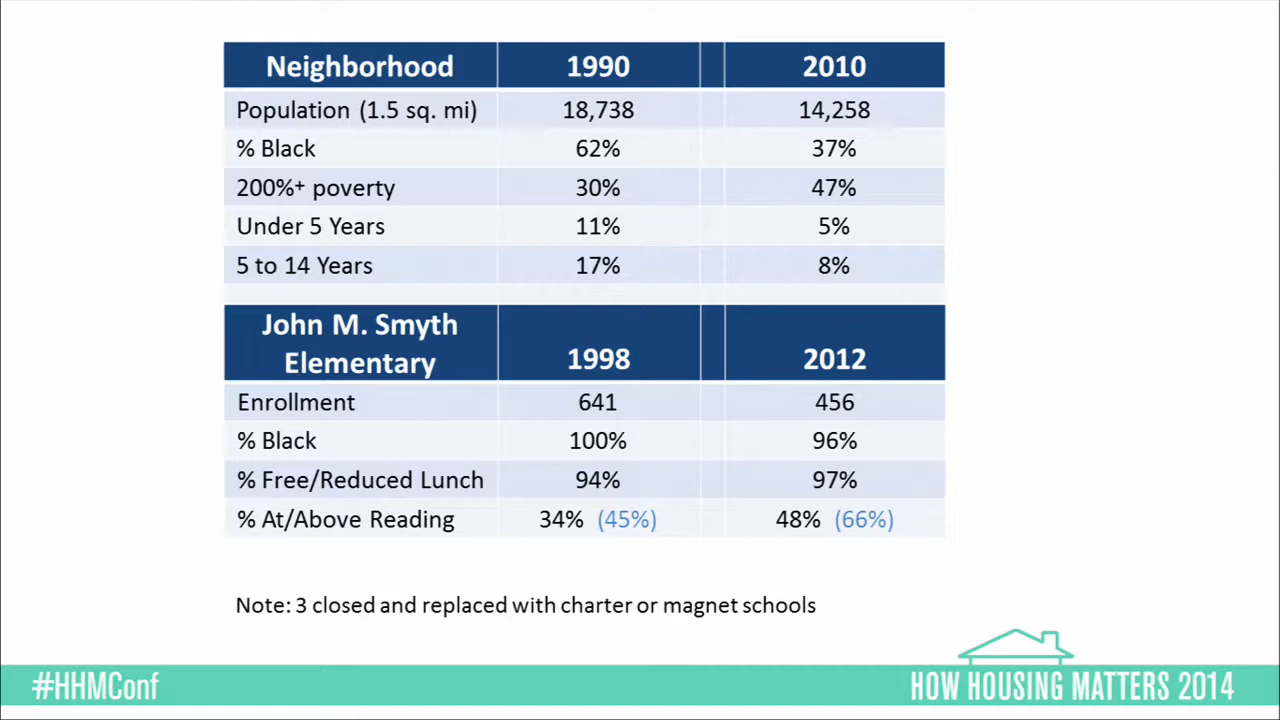 Neighborhood 1990 2010
Population (1.5 sq. mi) 18,738 14,258
% Black 62% 37%
200%+ poverty 30% 47%
Under 5 Years 11% 5%
5 to 14 Years 17% 8%
John M. Smyth
Elementary 1998 2012
Enrollment 641 456
% Black 100% 96%
% Free/Reduced Lunch 94% 97%
% At/Above Reading 34% (45%) 48% (66%)
Note: 3 closed and replaced with charter or magnet schools
#HHMConf HOW HOUSING MATTERS 2014